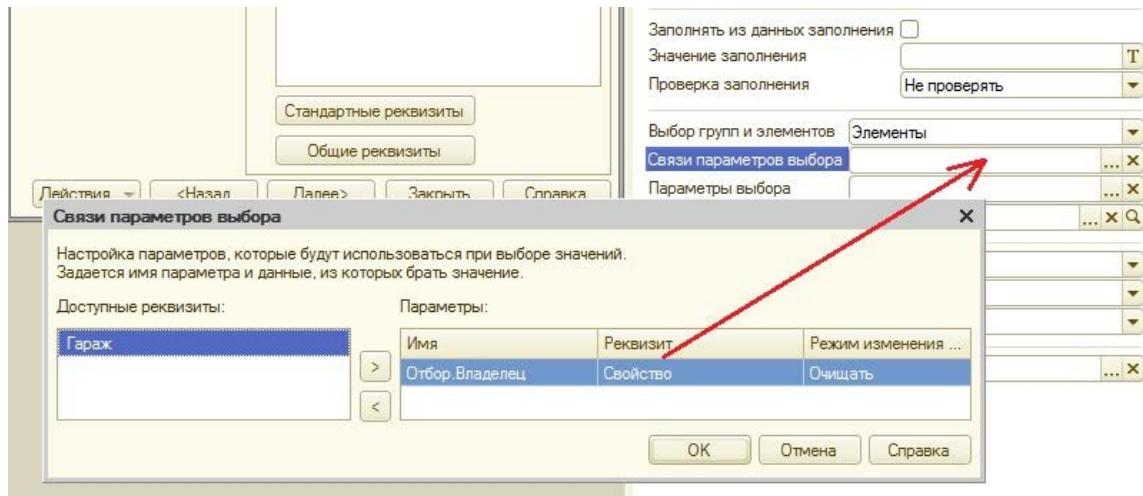 Заполнять из данных заполнения
Значение заполнения
T
Проверка заполнения
Не проверять
Стандартные реквизиты
Общие реквизиты
Выбор групп и элементов
Элементы
Связи параметров выбора
...
Параметры выбора
...
Действия
<Назад
Далее>
Закрыть
Справка
...
Связи параметров выбора
Настройка параметров, которые будут использоваться при выборе значений.
Задается имя параметра и данные, из которых брать значение.
Доступные реквизиты:
Параметры:
Гараж
>
<
Имя
Реквизит
Режим изменения ...
Отбор.Владелец
Свойство
Очищать
...
OK
Отмена
Справка